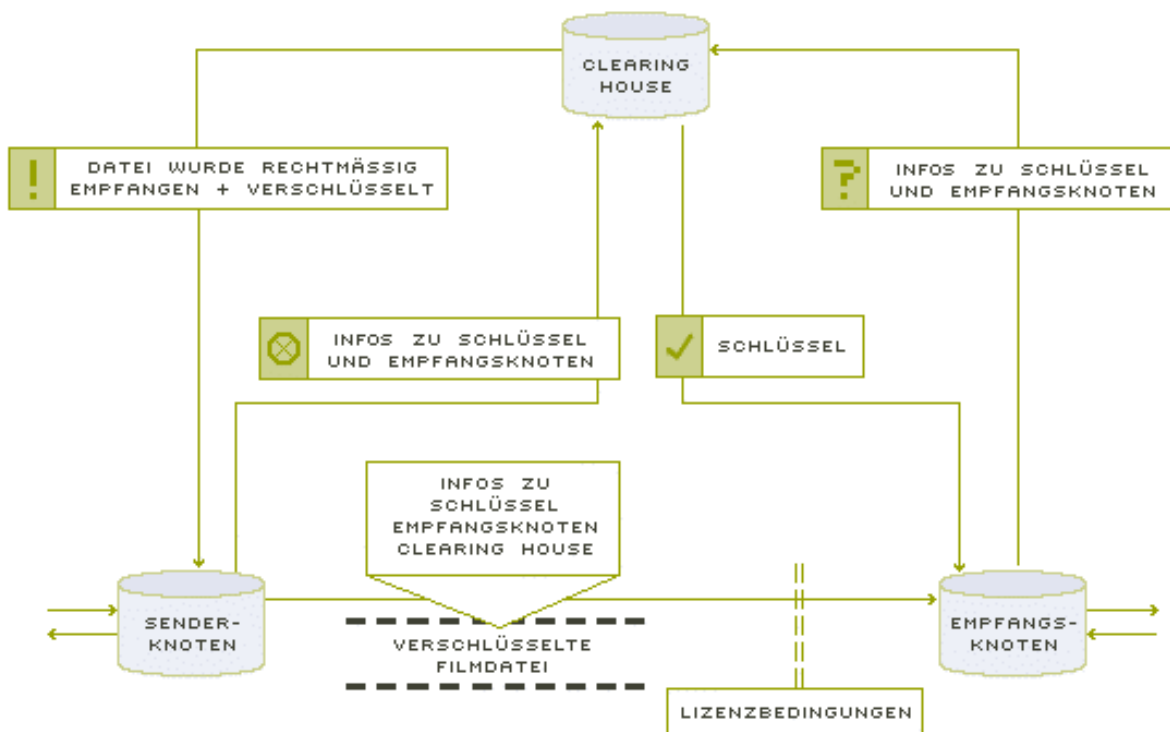 CLEARING
HOUSE
! DATEI WURDE RECHTMÄSSIG
EMPFANGEN + VERSCHLÜSSELT
? INFOS ZU SCHLÜSSEL
UND EMPFANGSKNOTEN
INFOS ZU SCHLÜSSEL
UND EMPFANGSKNOTEN
SCHLÜSSEL
INFOS ZU
SCHLÜSSEL
EMPFANGSKNOTEN
CLEARING HOUSE
SENDER-
KNOTEN
VERSCHLÜSSELTE
FILMDATEI
EMPFANGS-
KNOTEN
LIZENZBEDINGUNGEN